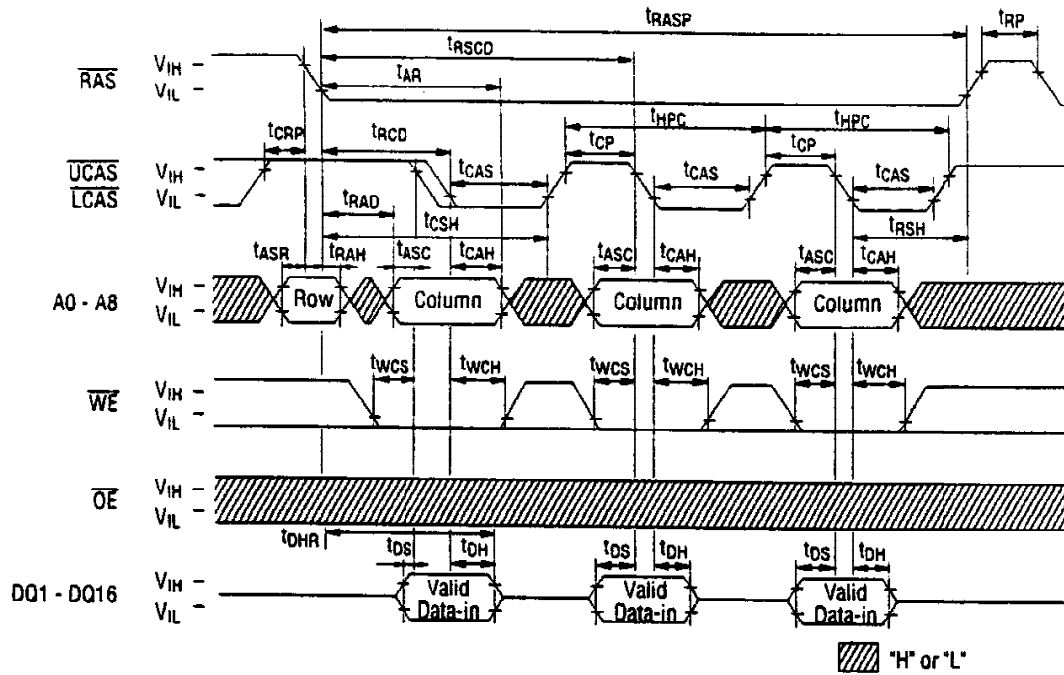 tRASP
tRP
tRSCD
RAS
VIH –
VIL –
tAR
tCRP
tRCD
tHPC
tHPC
UCAS
LCAS
VIH –
VIL –
tCAS
tCP
tCAS
tCP
tCAS
tRAD
tCSH
tRSH
tASR
tRAH
tASC
tCAH
tASC
tCAH
tASC
tCAH
A0 - A8
VIH –
VIL –
Row
Column
Column
Column
tWCS
tWCH
tWCS
tWCH
tWCS
tWCH
WE
VIH –
VIL –
OE
VIH –
VIL –
tDHR
tDS
tDH
tDS
tDH
tDS
tDH
DQ1 - DQ16
VIH –
VIL –
Valid
Data-in
Valid
Data-in
Valid
Data-in
"H" or "L"